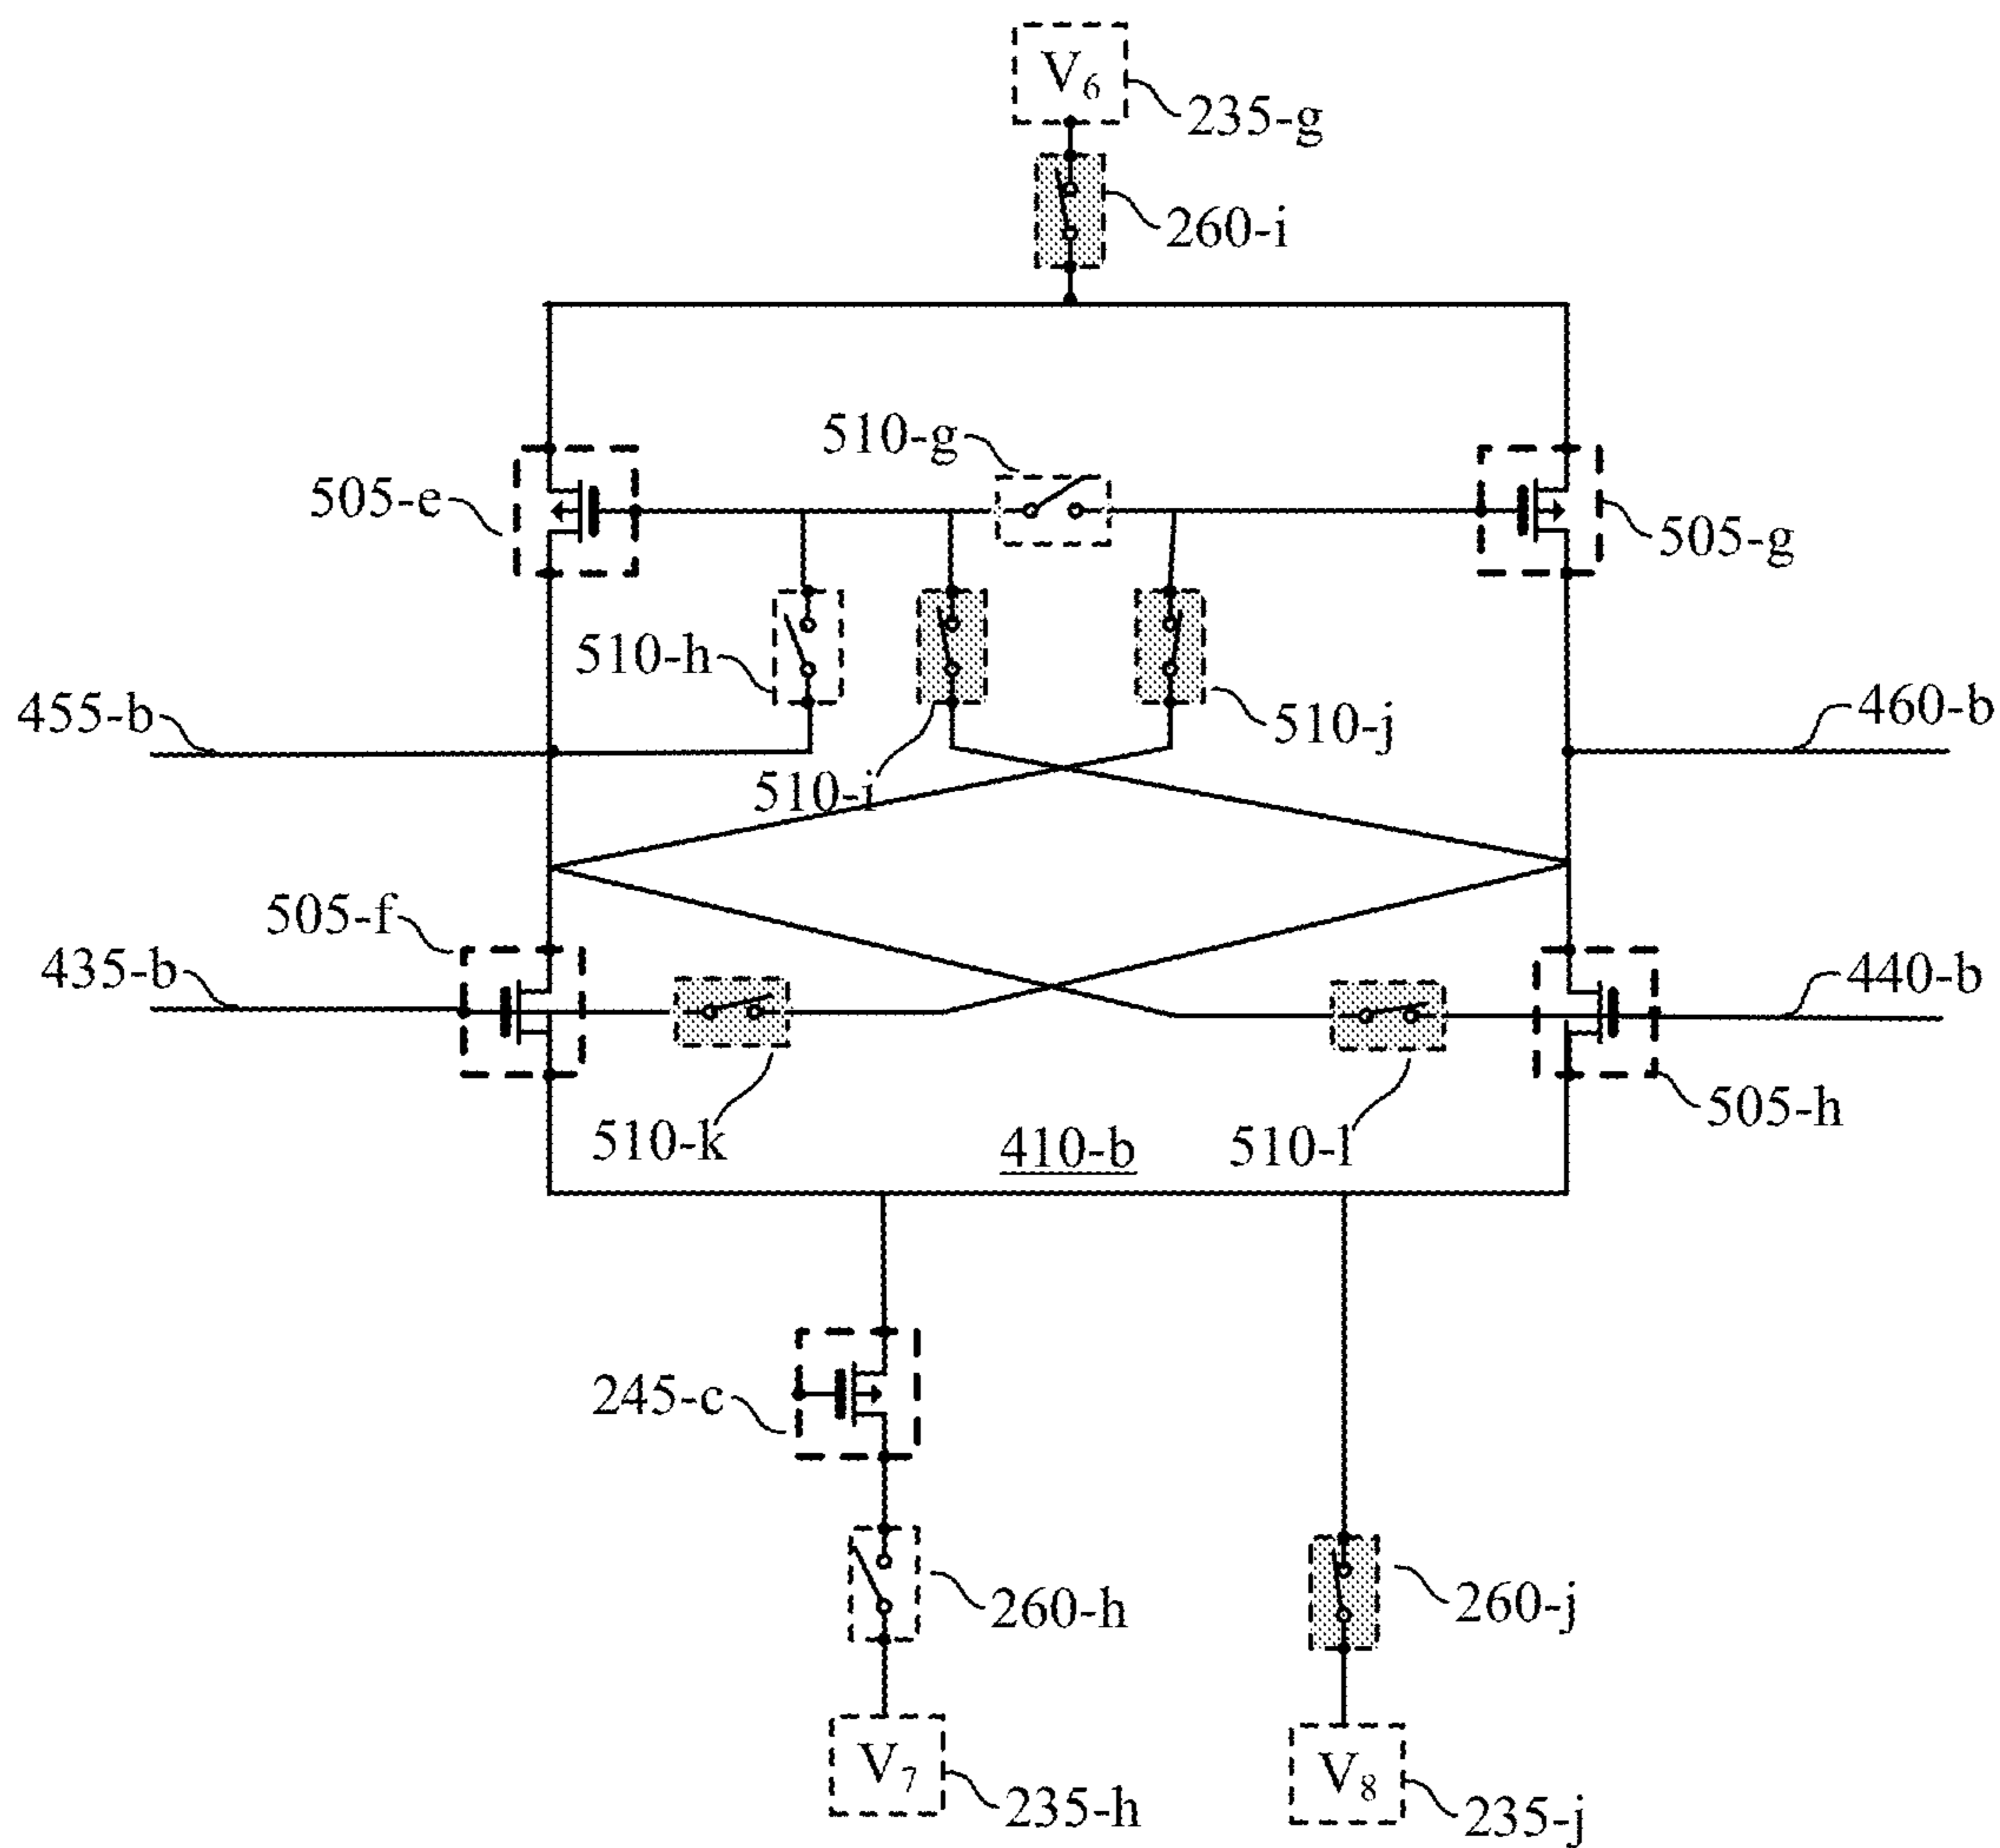 V₆
235-g
260-i
510-g
505-e
505-g
510-h
455-b
460-b
510-j
510-i
505-f
435-b
440-b
505-h
510-k
410-b
510-l
245-c
260-h
260-j
V₇
V₈
235-h
235-j